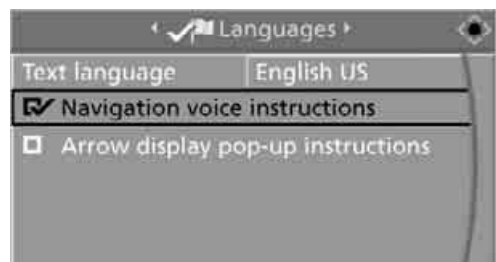 Languages
Text language English US
Navigation voice instructions
Arrow display pop-up instructions